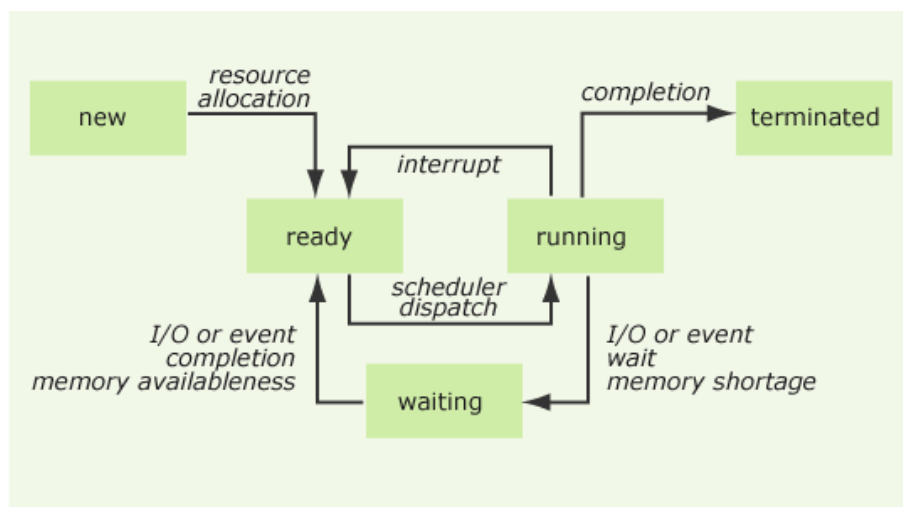 resource
allocation
new
completion
terminated
interrupt
ready
running
scheduler
dispatch
I/O or event
completion
memory availableness
I/O or event
wait
memory shortage
waiting